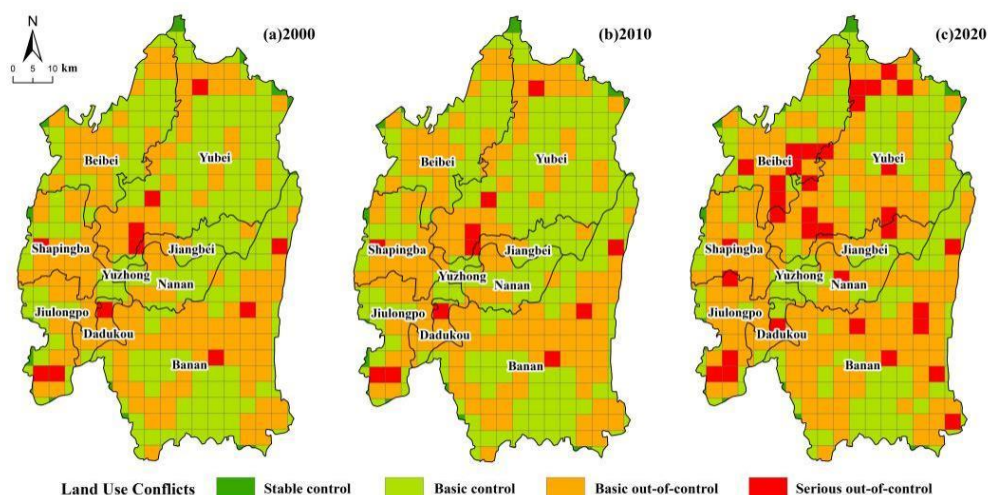 N
0 5 10 km
(a)2000
Beibei
Yubei
Shapingba
Jiangbei
Yuzhong
Nanan
Jiulongpo
Dadukou
Banan
(b)2010
Beibei
Yubei
Shapingba
Jiangbei
Yuzhong
Nanan
Jiulongpo
Dadukou
Banan
(c)2020
Beibei
Yubei
Shapingba
Jiangbei
Yuzhong
Nanan
Jiulongpo
Dadukou
Banan
Land Use Conflicts Stable control Basic control Basic out-of-control Serious out-of-control